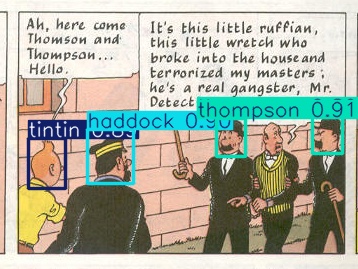 Ah, here come
Thomson and
Thompson...
Hello.
It's this little ruffian,
this little wretch who
broke into the house and
terrorized my masters;
he's a real gangster, Mr.
Detect
tintin
haddock 0.90
thompson 0.91